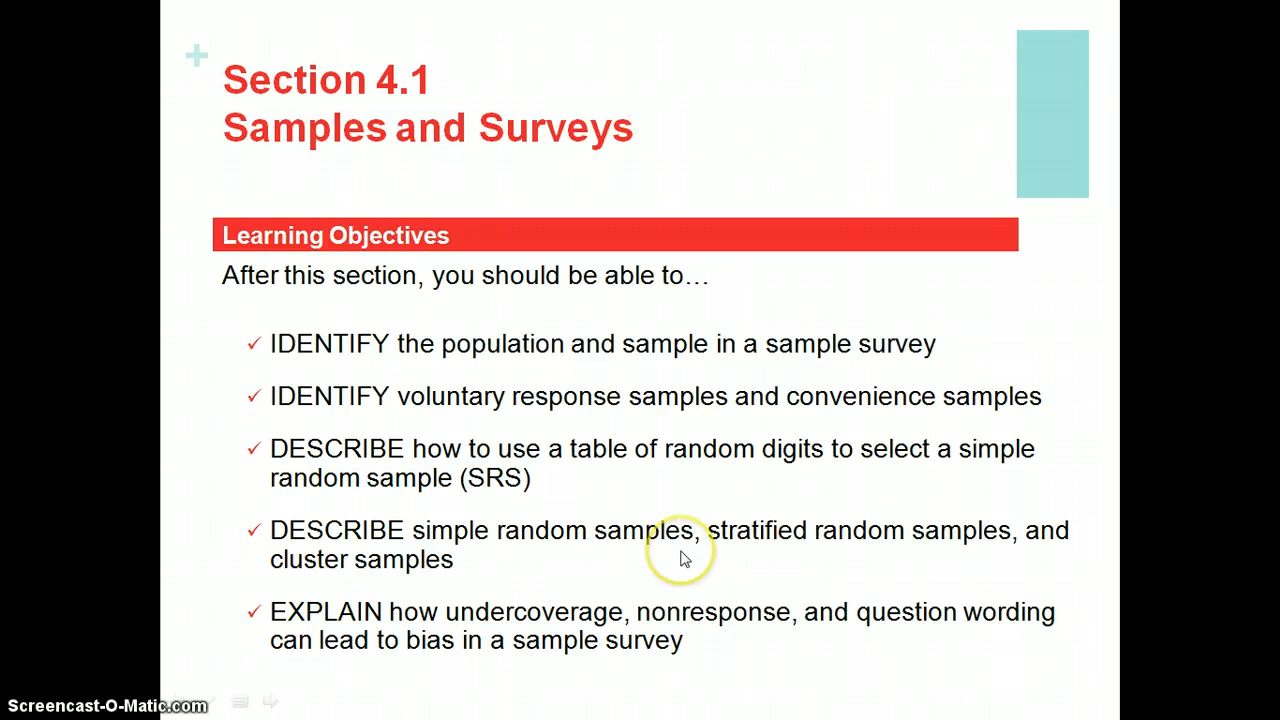 Section 4.1
Samples and Surveys
Learning Objectives
After this section, you should be able to…
✓ IDENTIFY the population and sample in a sample survey
✓ IDENTIFY voluntary response samples and convenience samples
✓ DESCRIBE how to use a table of random digits to select a simple
random sample (SRS)
✓ DESCRIBE simple random samples, stratified random samples, and
cluster samples
✓ EXPLAIN how undercoverage, nonresponse, and question wording
can lead to bias in a sample survey
Screencast-O-Matic.com